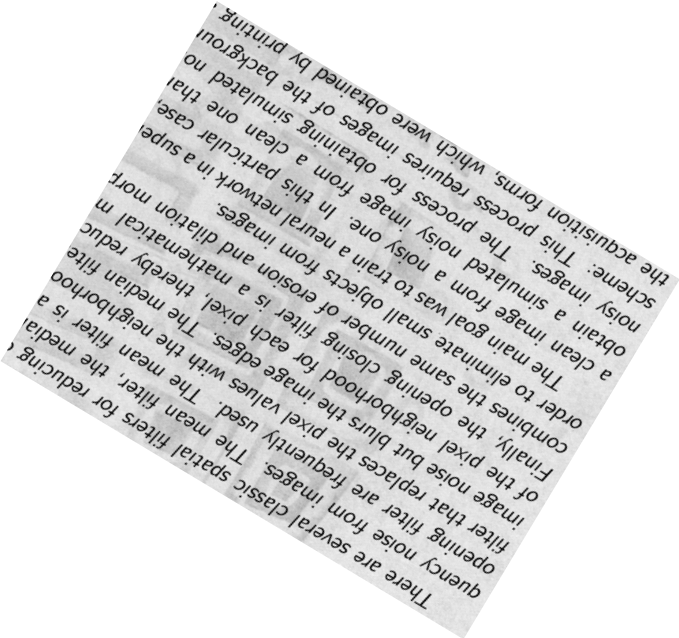 There are several classic spatial filters for reducing
quency noise from images. The mean filter, the media
opening filter are frequently used. The mean filter is a
filter that replaces the pixel values with the neighborhoo
image noise but blurs the image edges. The median filte
of the pixel neighborhood for each pixel, thereby reduc
Finally, the opening closing filter is a mathematical m
combines the same number of erosion and dilation morp
order to eliminate small objects from images.
The main goal was to train a neural network in a supe
a clean image from a noisy one. In this particular case,
obtain a simulated noisy image from a clean one tha
noisy images. The process for obtaining simulated no
scheme. This process requires images of the backgrou
the acquisition forms, which were obtained by printing